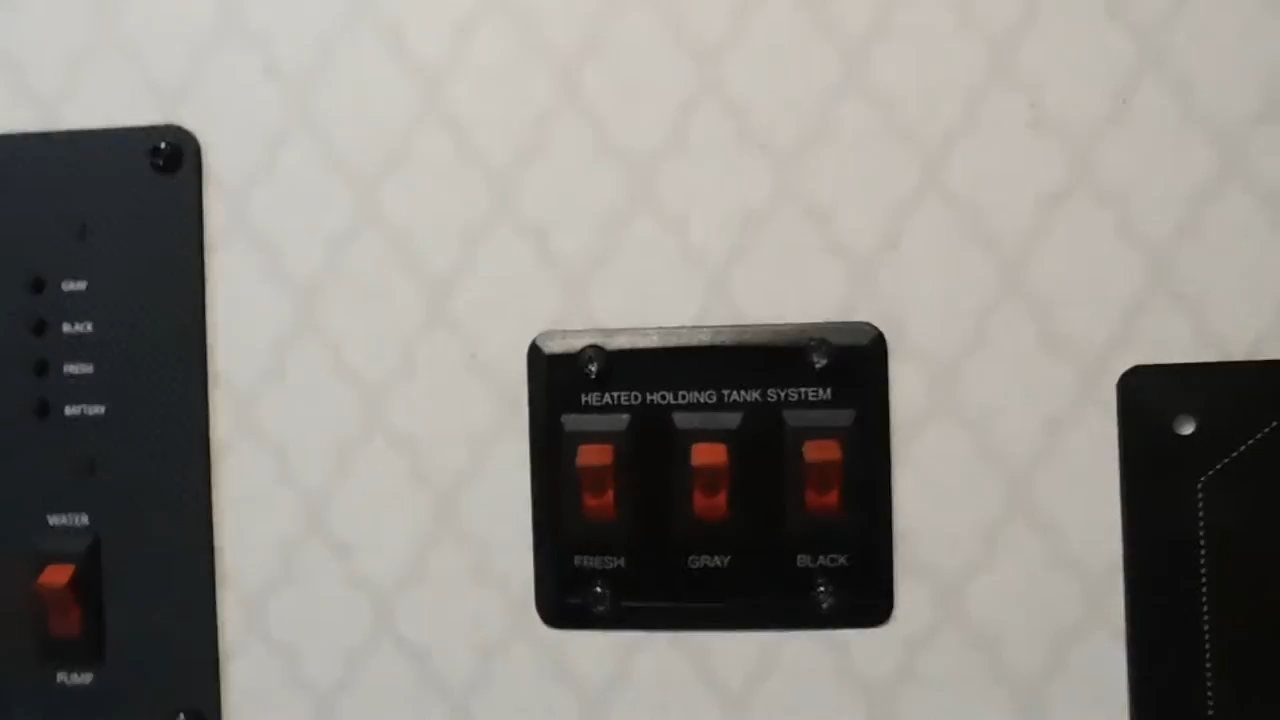 GRAY
BLACK
FRESH
BATTERY
WATER
PUMP
HEATED HOLDING TANK SYSTEM
FRESH
GRAY
BLACK